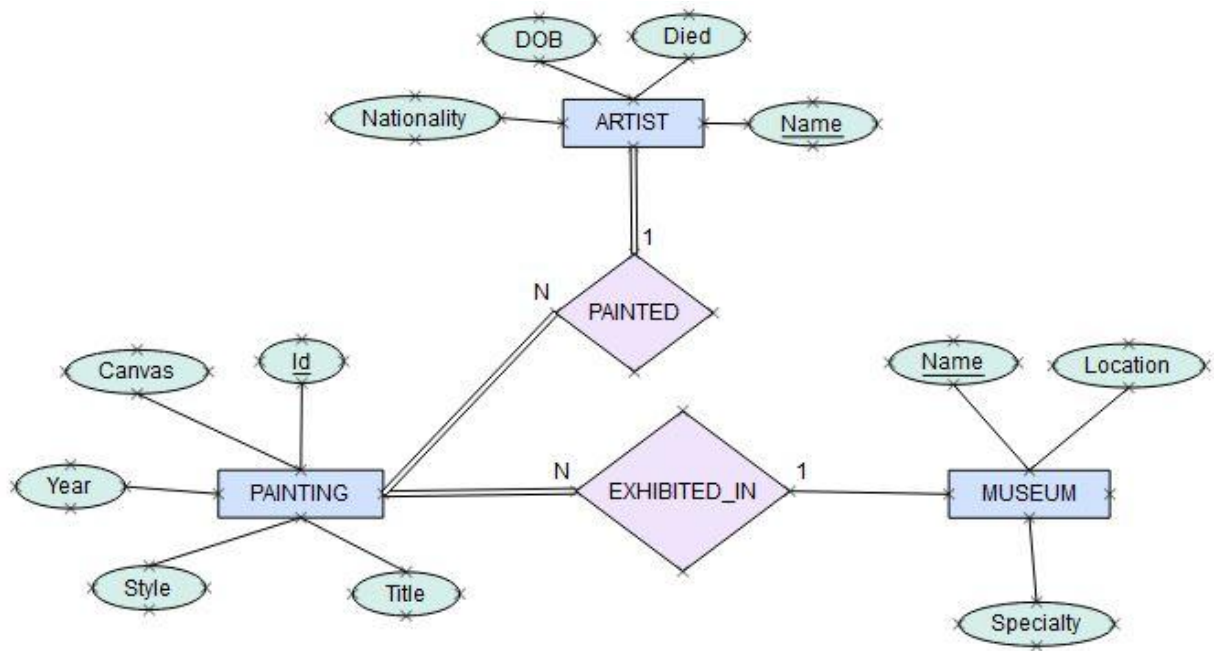 DOB
Died
Nationality
ARTIST
Name
1
N
PAINTED
Canvas
Id
Name
Location
Year
PAINTING
N
EXHIBITED_IN
1
MUSEUM
Style
Title
Specialty